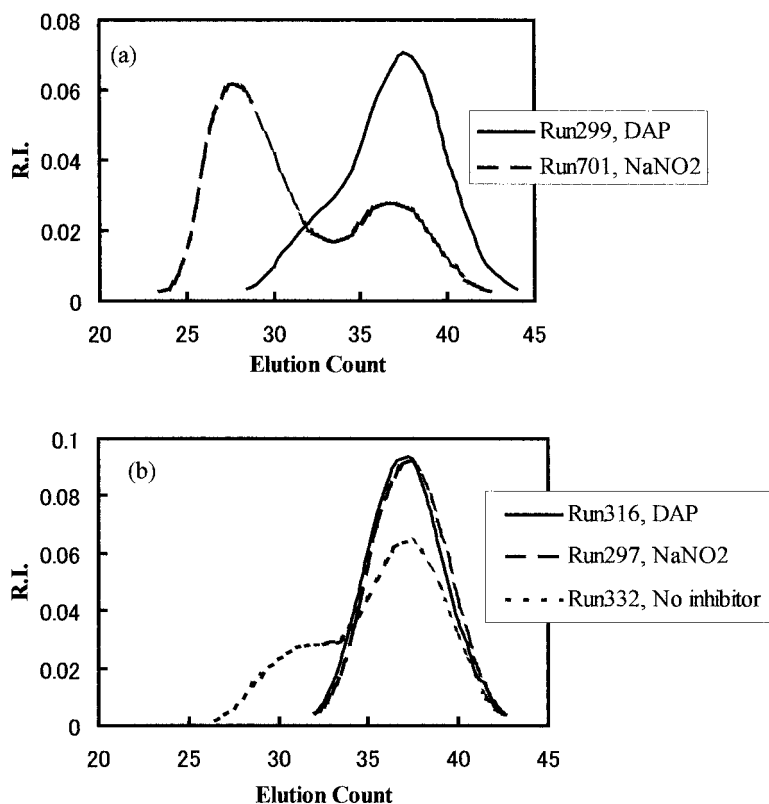 0.08
(a)
0.06
Run299, DAP
Run701, NaNO2
0.04
R.I.
0.02
0
20 25 30 35 40 45
Elution Count
0.1
(b)
0.08
Run316, DAP
0.06
Run297, NaNO2
R.I.
0.04
Run332, No inhibitor
0.02
0
20 25 30 35 40 45
Elution Count